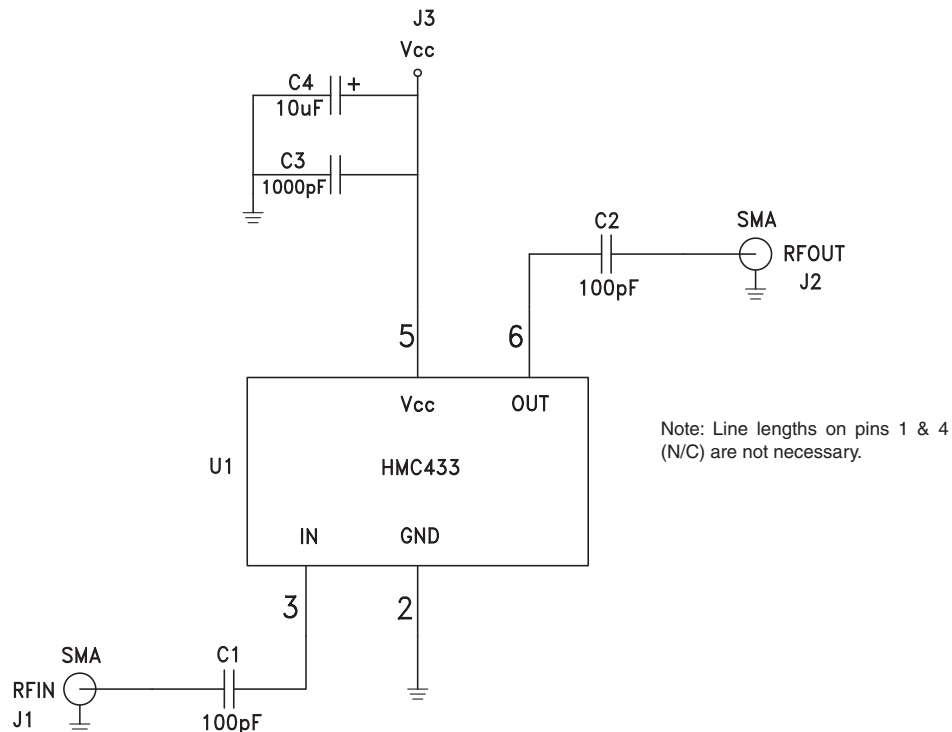 J3
Vcc
C4
+
10uF
C3
1000pF
C2
100pF
SMA
RFOUT
J2
5
6
Vcc
OUT
U1
HMC433
Note: Line lengths on pins 1 & 4
(N/C) are not necessary.
IN
GND
3
2
SMA
C1
RFIN
J1
100pF